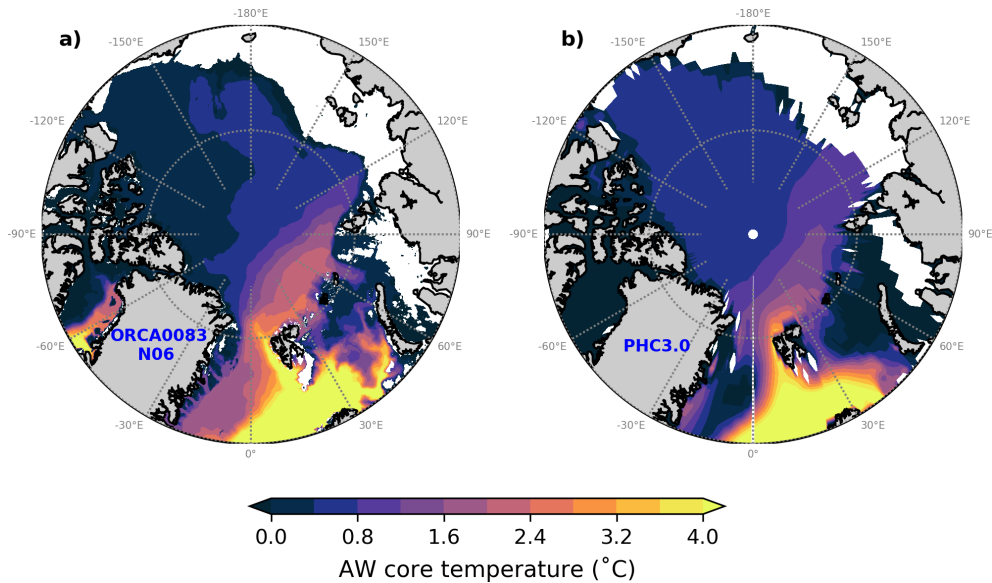 -180°E
-180°E
a)
-150°E
150°E
b)
-150°E
150°E
-120°E
120°E
-120°E
120°E
-90°E
90°E
-90°E
90°E
ORCA0083
N06
PHC3.0
-60°E
60°E
-60°E
60°E
-30°E
30°E
-30°E
30°E
0°
0°
0.0 0.8 1.6 2.4 3.2 4.0
AW core temperature (˚C)